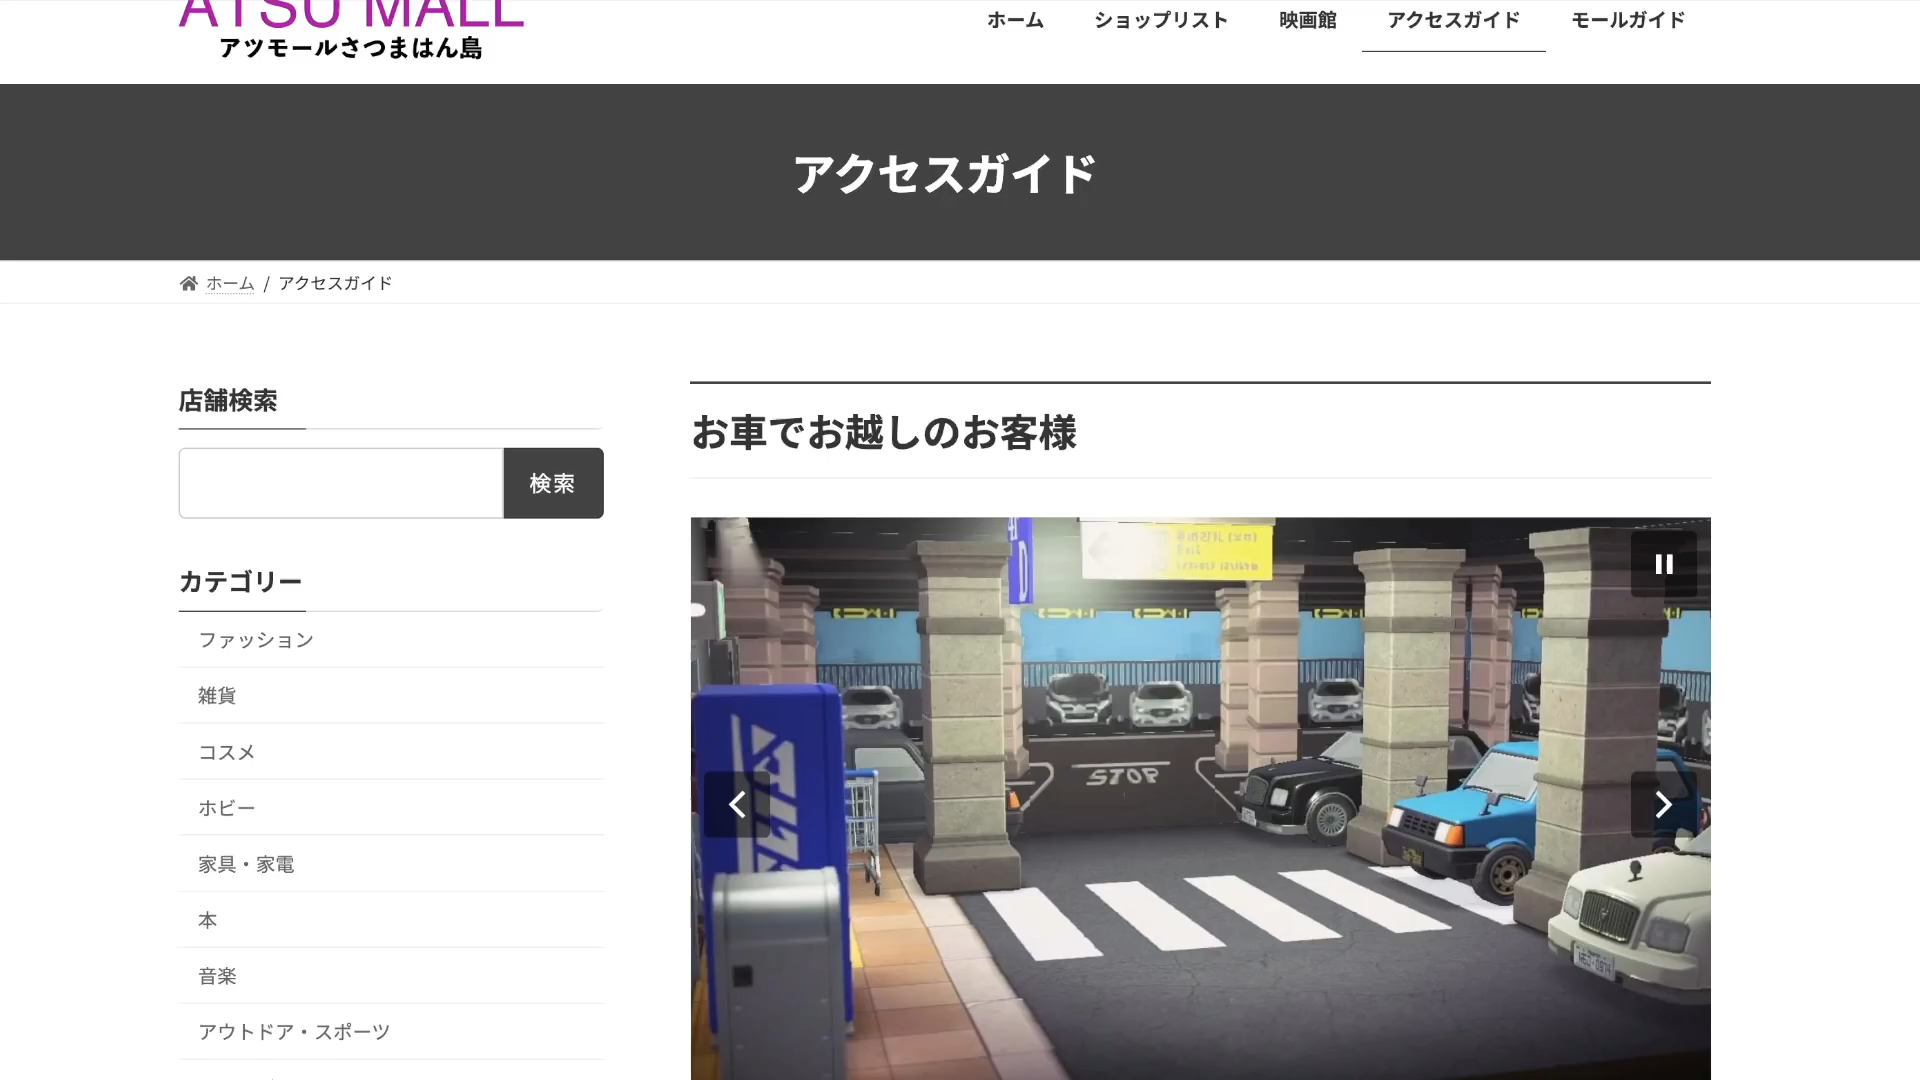 ATSU MALL
アツモールさつまはん島
ホーム
ショップリスト
映画館
アクセスガイド
モールガイド
アクセスガイド
ホーム / アクセスガイド
店舗検索
検索
カテゴリー
ファッション
雑貨
コスメ
ホビー
家具・家電
本
音楽
アウトドア・スポーツ
お車でお越しのお客様
STOP